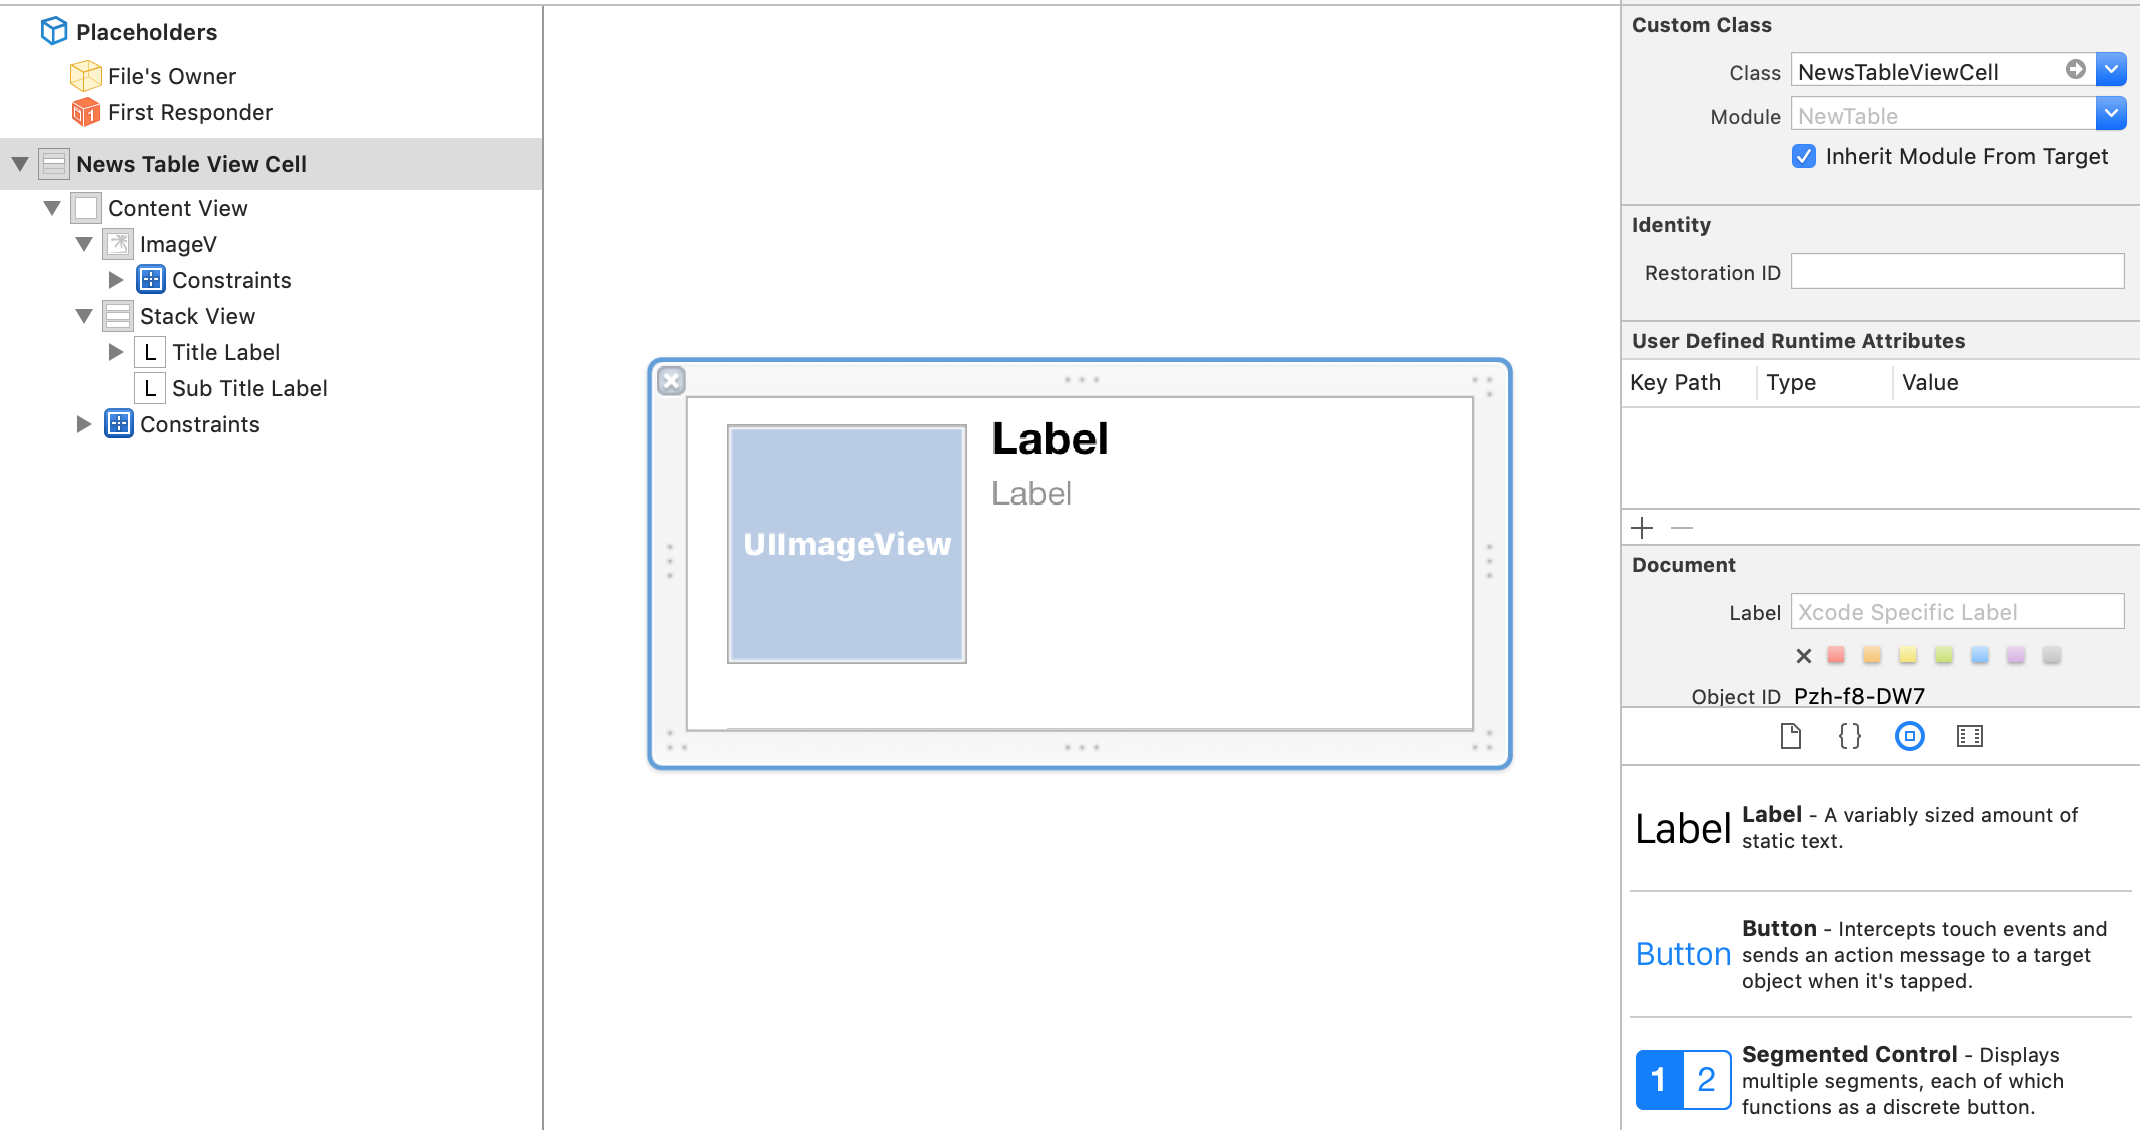 Placeholders
File's Owner
First Responder
News Table View Cell
Content View
ImageV
Constraints
Stack View
L Title Label
L Sub Title Label
Constraints
UIImageView
Label
Label
Custom Class
Class NewsTableViewCell
Module NewTable
Inherit Module From Target
Identity
Restoration ID
User Defined Runtime Attributes
Key Path Type Value
Document
Label Xcode Specific Label
Object ID Pzh-f8-DW7
{}
Label
Label - A variably sized amount of
static text.
Button
Button - Intercepts touch events and
sends an action message to a target
object when it's tapped.
1 2
Segmented Control - Displays
multiple segments, each of which
functions as a discrete button.